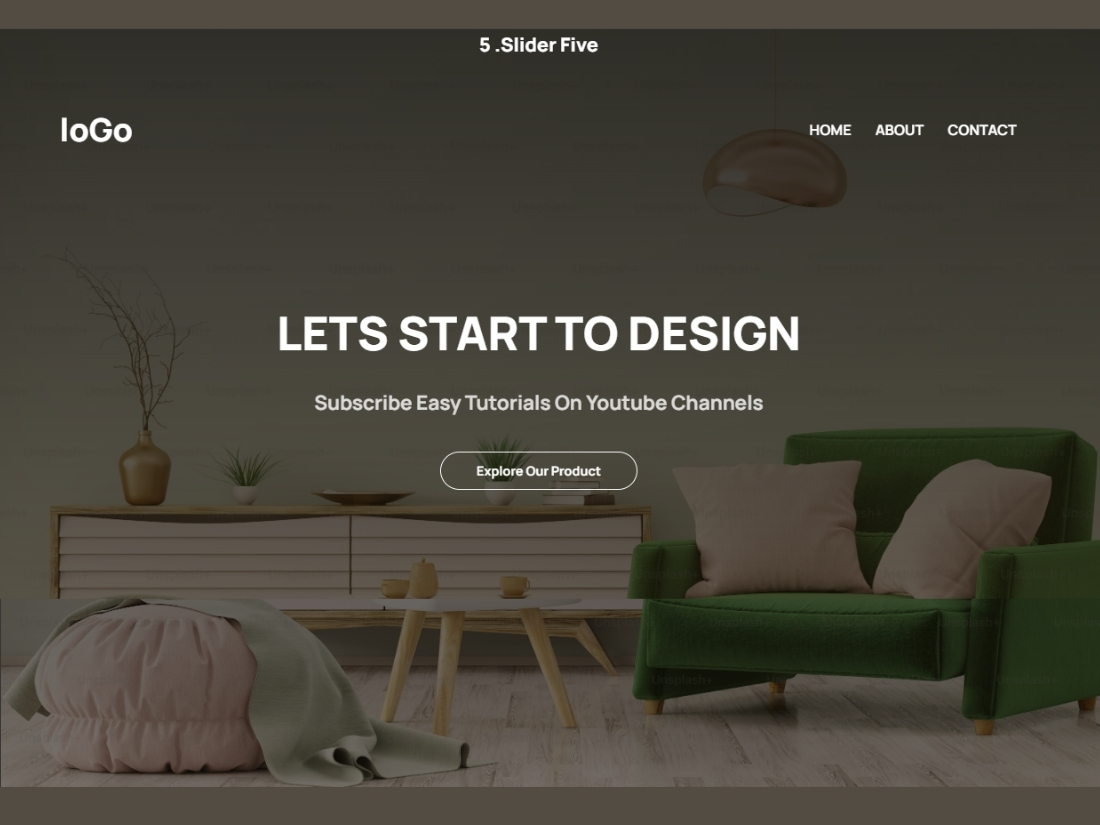 5 .Slider Five
loGo
HOME ABOUT CONTACT
LETS START TO DESIGN
Subscribe Easy Tutorials On Youtube Channels
Explore Our Product
Unsplash+